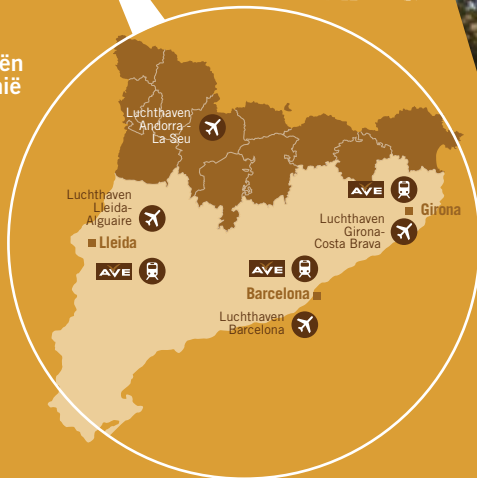 ën
ië
Luchthaven
Andorra -
La Seu
Luchthaven
Lleida-
Alguaire
Lleida
AVE
AVE
Girona
Luchthaven
Girona-
Costa Brava
AVE
Barcelona
Luchthaven
Barcelona